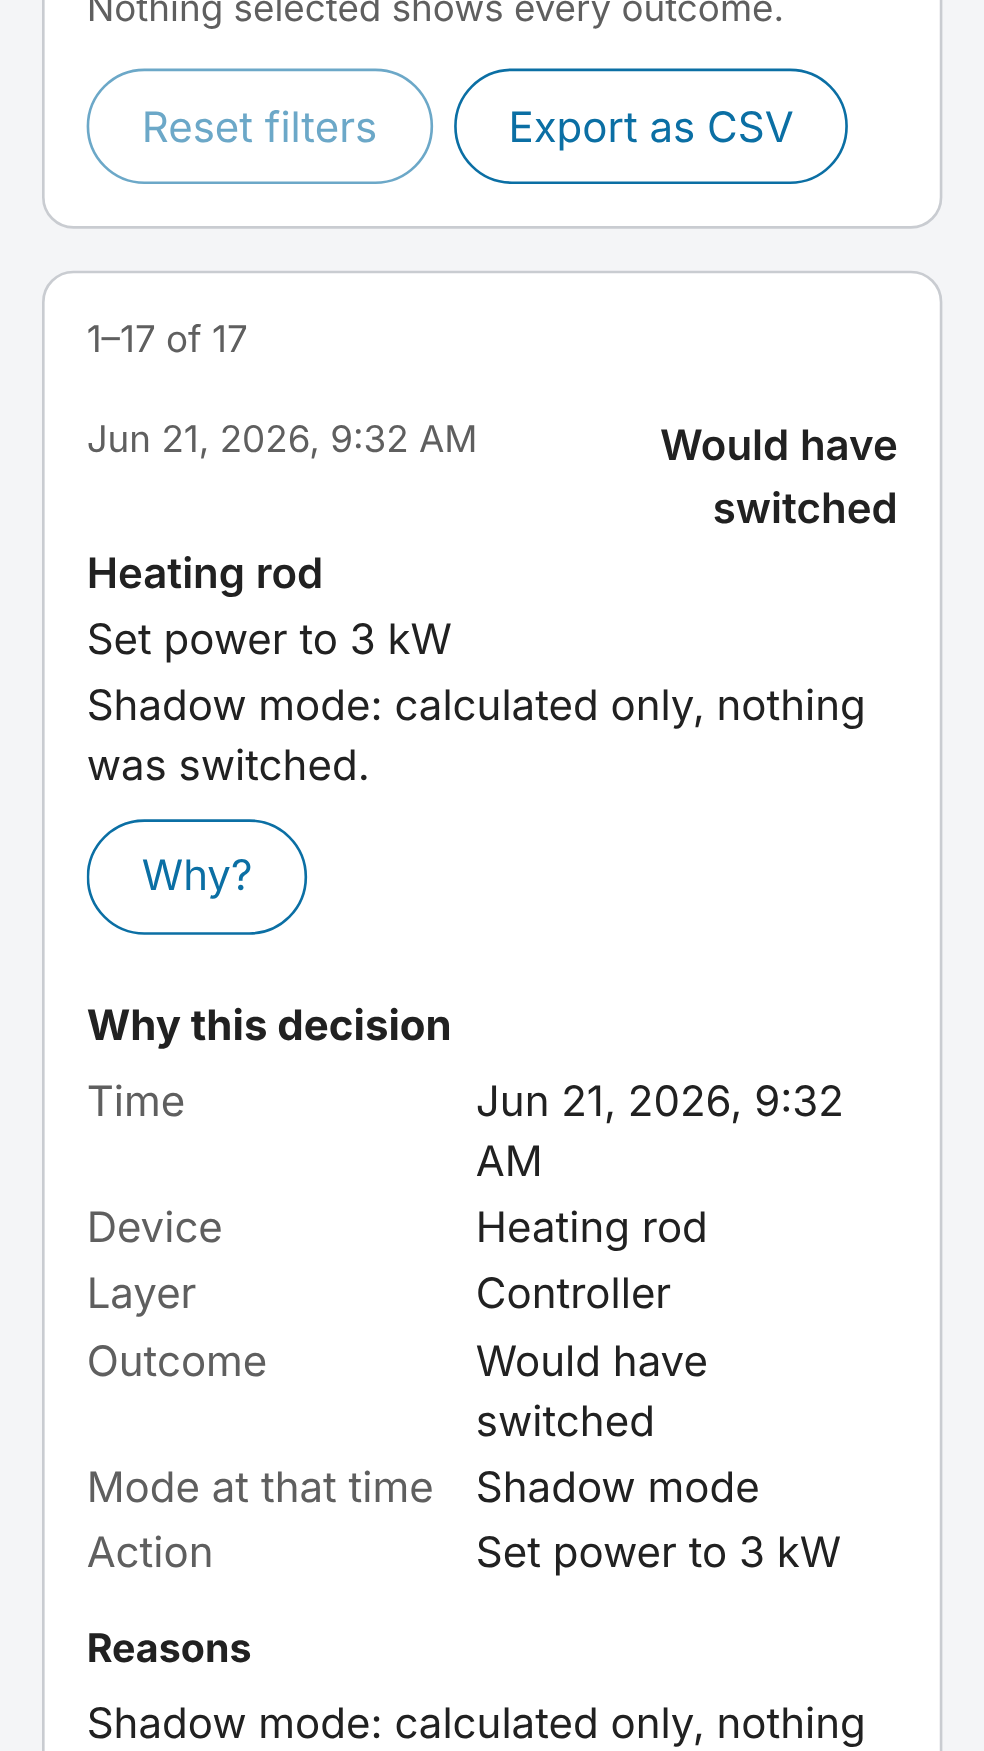 Nothing selected shows every outcome.
Reset filters
Export as CSV
1–17 of 17
Jun 21, 2026, 9:32 AM
Would have
switched
Heating rod
Set power to 3 kW
Shadow mode: calculated only, nothing
was switched.
Why?
Why this decision
Time
Jun 21, 2026, 9:32
AM
Device
Heating rod
Layer
Controller
Outcome
Would have
switched
Mode at that time
Shadow mode
Action
Set power to 3 kW
Reasons
Shadow mode: calculated only, nothing